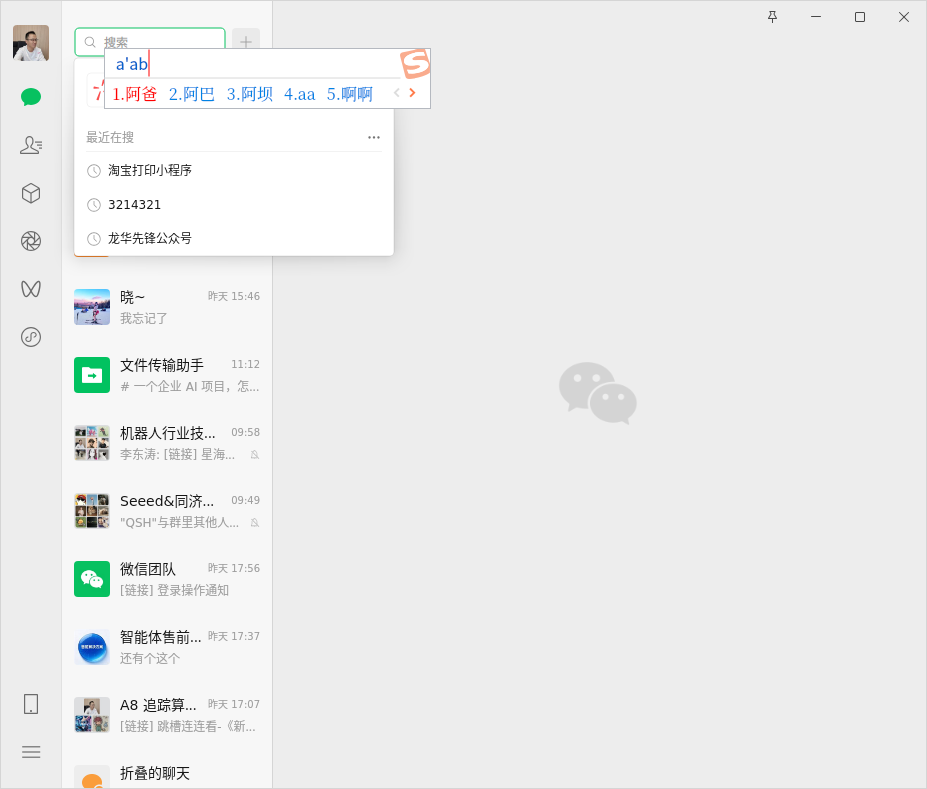 搜索
a'ab
1.阿爸 2.阿巴 3.阿坝 4.aa 5.啊啊
最近在搜
淘宝打印小程序
3214321
龙华先锋公众号
晓~ 昨天 15:46
我忘记了
文件传输助手 11:12
# 一个企业 AI 项目，怎...
机器人行业技... 09:58
李东涛: [链接] 星海...
Seeed&同济... 09:49
"QSH"与群里其他人...
微信团队 昨天 17:56
[链接] 登录操作通知
智能体售前... 昨天 17:37
还有个这个
A8 追踪算... 昨天 17:07
[链接] 跳槽连连看-《新...
折叠的聊天